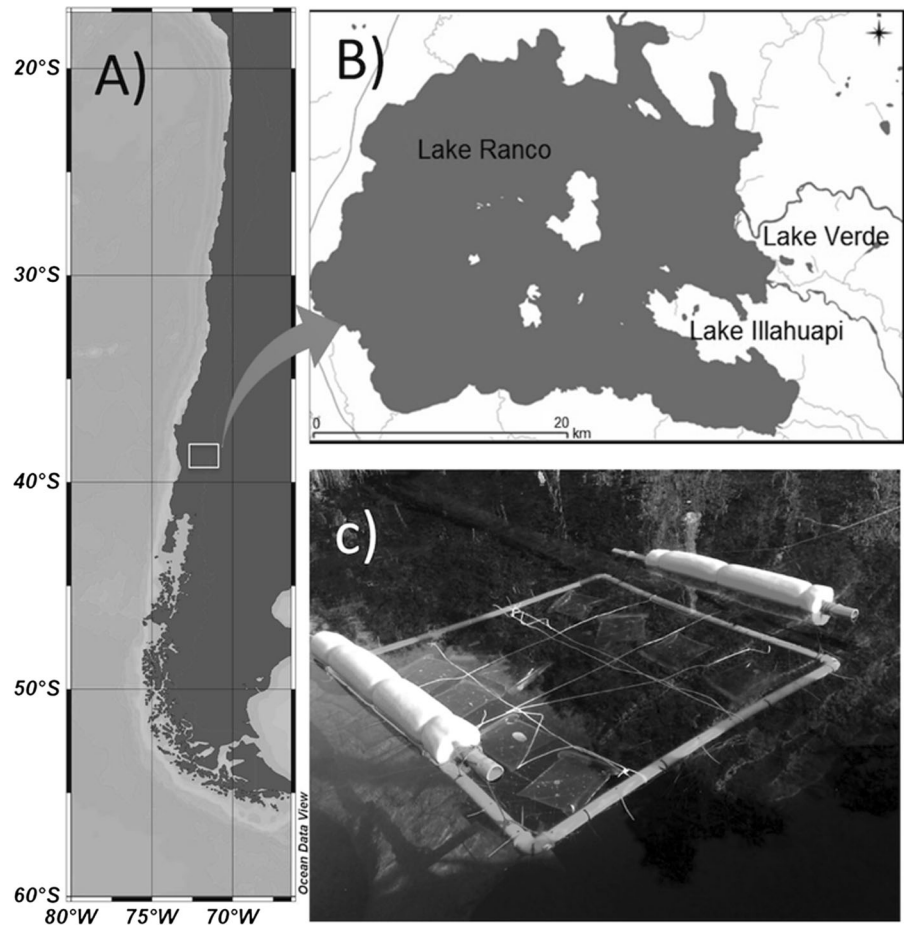 A)
20°S
30°S
40°S
50°S
60°S
80°W 75°W 70°W
Ocean Data View
B)
Lake Ranco
Lake Verde
Lake Illahuapi
0 20 km
c)